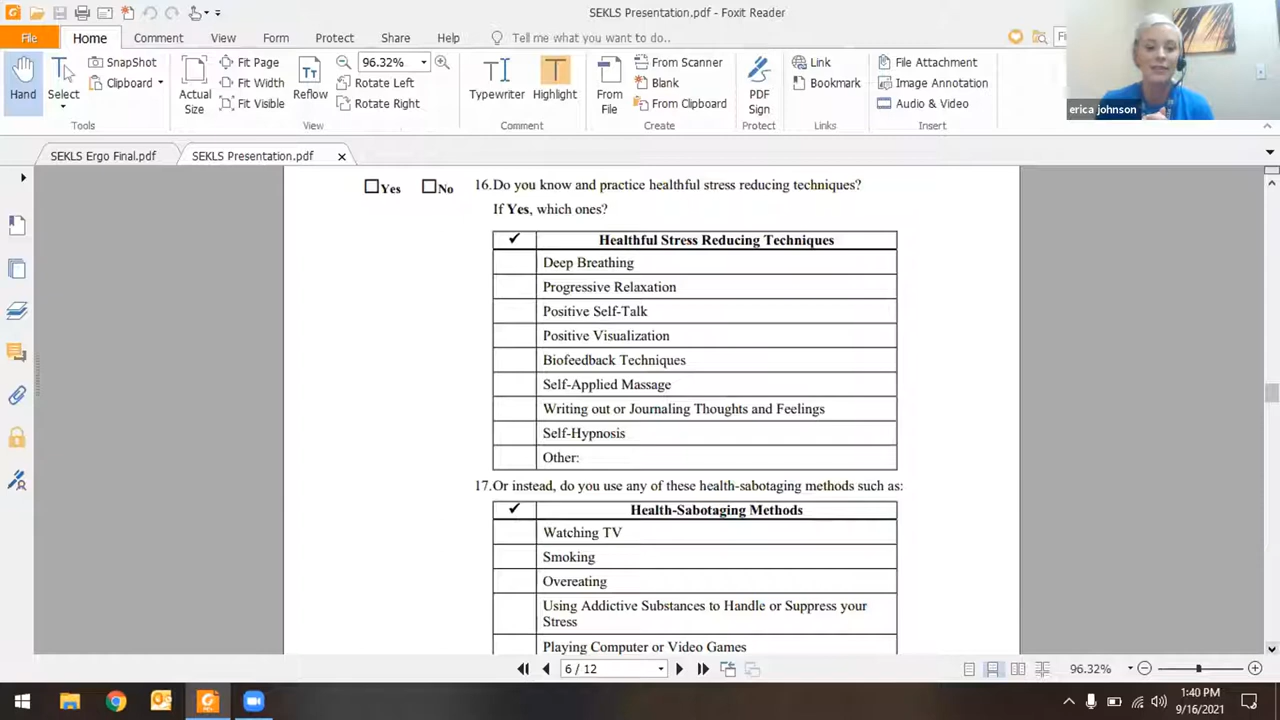 SEKLS Presentation.pdf - Foxit Reader
File Home Comment View Form Protect Share Help Tell me what you want to do..
Hand
Select
SnapShot
Clipboard
Tools
Actual Size
Fit Page
Fit Width
Fit Visible
Reflow
96.32%
Rotate Left
Rotate Right
View
Typewriter
Highlight
Comment
From File
From Scanner
Blank
From Clipboard
Create
PDF Sign
Protect
Link
Bookmark
Links
File Attachment
Image Annotation
Audio & Video
Insert
erica johnson
SEKLS Ergo Final.pdf
SEKLS Presentation.pdf
Yes No 16.Do you know and practice healthful stress reducing techniques?
If Yes, which ones?
✓ Healthful Stress Reducing Techniques
Deep Breathing
Progressive Relaxation
Positive Self-Talk
Positive Visualization
Biofeedback Techniques
Self-Applied Massage
Writing out or Journaling Thoughts and Feelings
Self-Hypnosis
Other:
17.Or instead, do you use any of these health-sabotaging methods such as:
✓ Health-Sabotaging Methods
Watching TV
Smoking
Overeating
Using Addictive Substances to Handle or Suppress your
Stress
Playing Computer or Video Games
6 / 12
96.32%
1:40 PM
9/16/2021